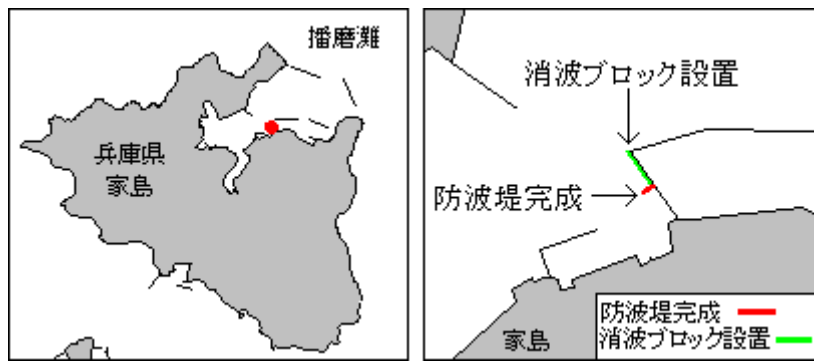 播磨灘
兵庫県
家島
消波ブロック設置
防波堤完成
家島
防波堤完成
消波ブロック設置